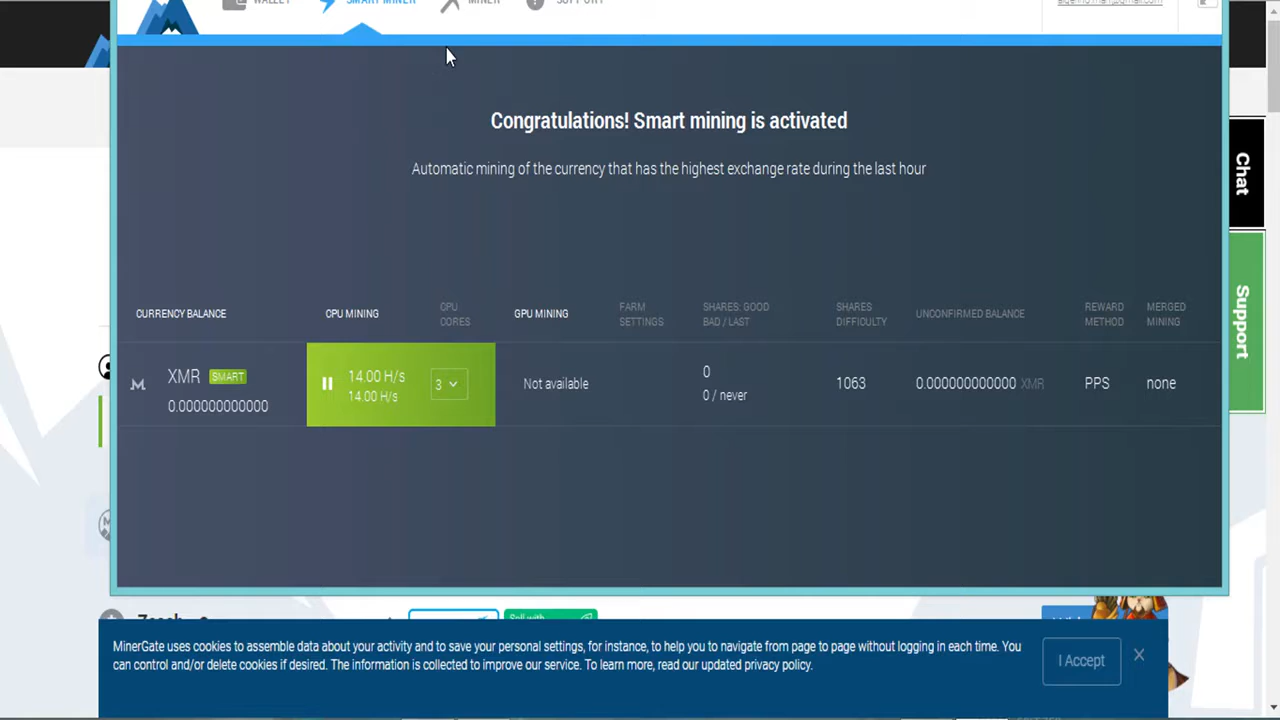 WALLET SMART MINER MINER SUPPORT
Congratulations! Smart mining is activated
Automatic mining of the currency that has the highest exchange rate during the last hour
Chat
Support
CURRENCY BALANCE
CPU MINING
CPU
CORES
GPU MINING
FARM
SETTINGS
SHARES: GOOD
BAD / LAST
SHARES
DIFFICULTY
UNCONFIRMED BALANCE
REWARD
METHOD
MERGED
MINING
XMR SMART
0.000000000000
14.00 H/s
14.00 H/s
3
Not available
0
0 / never
1063
0.000000000000 XMR
PPS
none
MinerGate uses cookies to assemble data about your activity and to save your personal settings, for instance, to help you to navigate from page to page without logging in each time. You
can control and/or delete cookies if desired. The information is collected to improve our service. To learn more, read our updated privacy policy.
I Accept